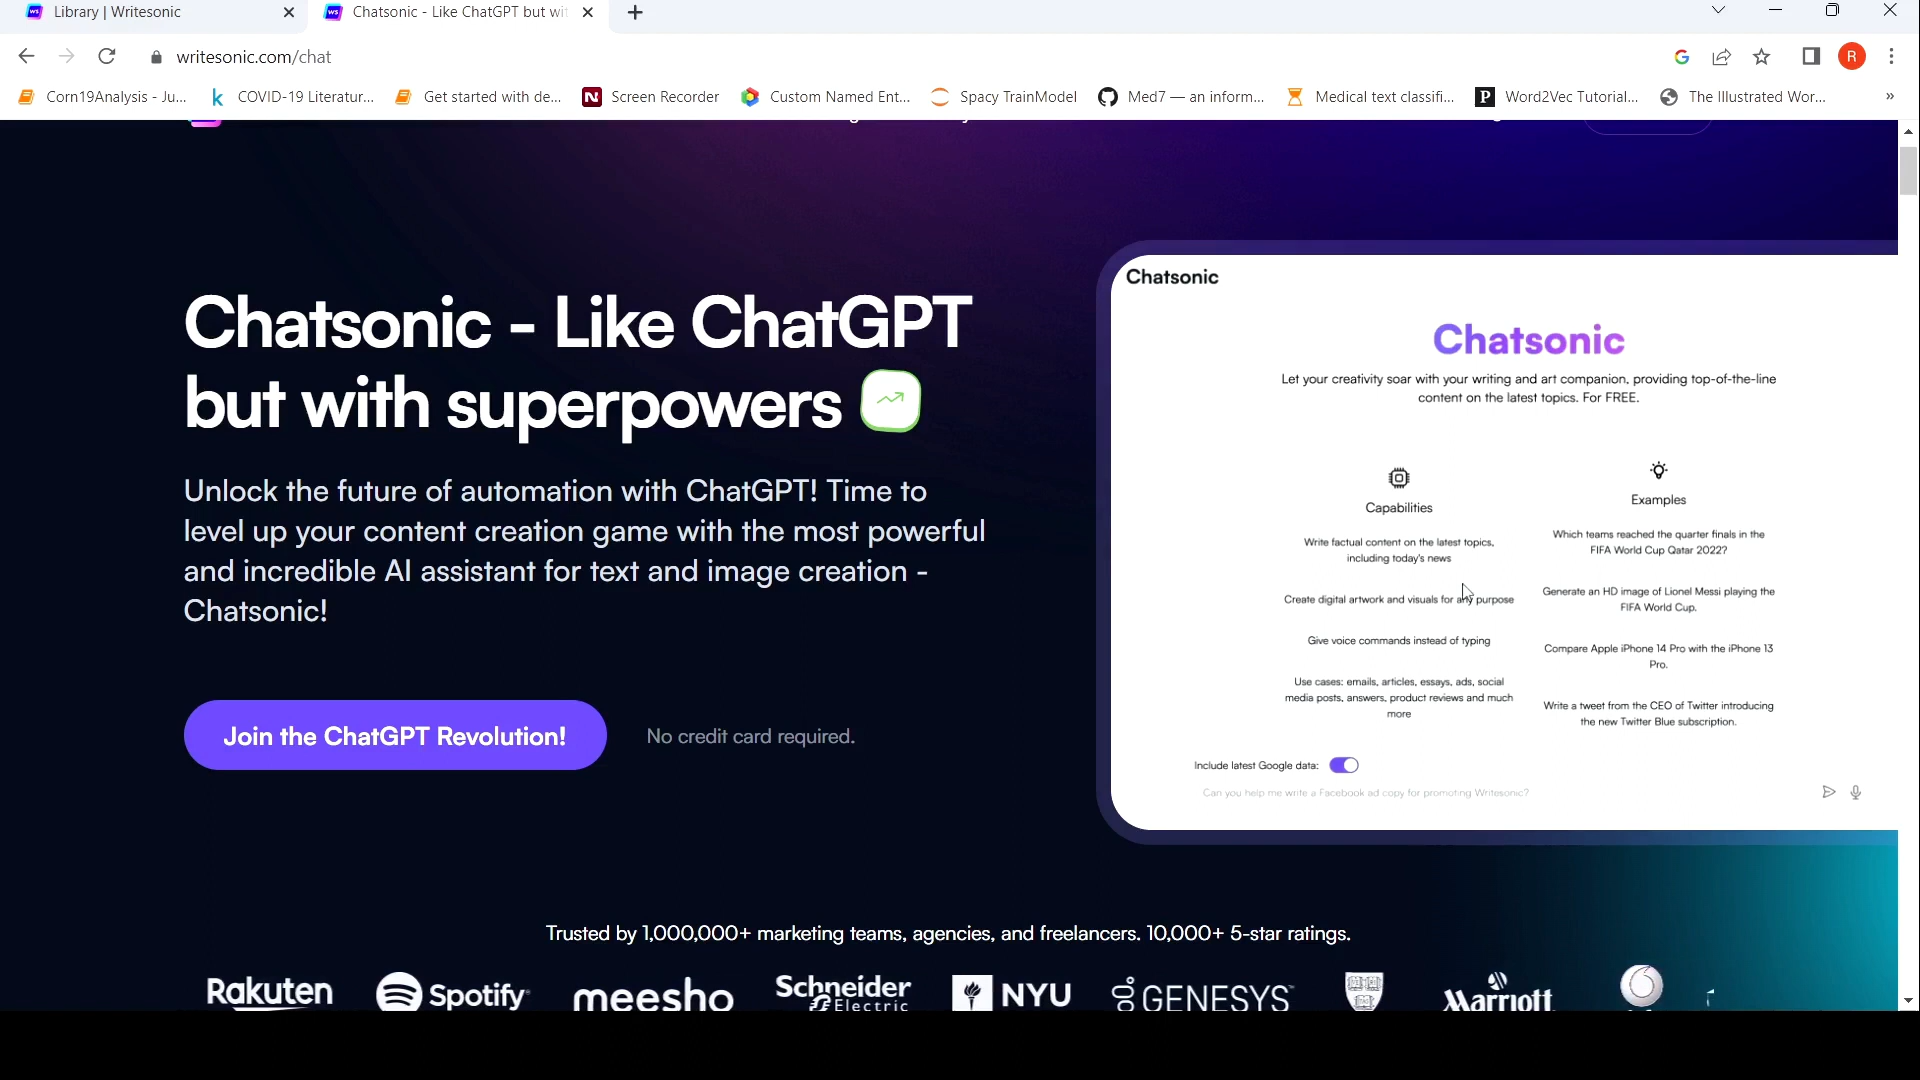 Library | Writesonic
Chatsonic - Like ChatGPT but wit
writesonic.com/chat
R
Corn19Analysis - Ju...
COVID-19 Literatur...
Get started with de...
Screen Recorder
Custom Named Ent...
Spacy TrainModel
Med7 — an inform...
Medical text classifi...
Word2Vec Tutorial...
The Illustrated Wor...
Chatsonic - Like ChatGPT
but with superpowers
Unlock the future of automation with ChatGPT! Time to
level up your content creation game with the most powerful
and incredible AI assistant for text and image creation -
Chatsonic!
Join the ChatGPT Revolution!
No credit card required.
Chatsonic
Chatsonic
Let your creativity soar with your writing and art companion, providing top-of-the-line
content on the latest topics. For FREE.
Capabilities
Write factual content on the latest topics,
including today's news
Create digital artwork and visuals for any purpose
Give voice commands instead of typing
Use cases: emails, articles, essays, ads, social
media posts, answers, product reviews and much
more
Examples
Which teams reached the quarter finals in the
FIFA World Cup Qatar 2022?
Generate an HD image of Lionel Messi playing the
FIFA World Cup.
Compare Apple iPhone 14 Pro with the iPhone 13
Pro.
Write a tweet from the CEO of Twitter introducing
the new Twitter Blue subscription.
Include latest Google data:
Can you help me write a Facebook ad copy for promoting Writesonic?
Trusted by 1,000,000+ marketing teams, agencies, and freelancers. 10,000+ 5-star ratings.
Rakuten
Spotify
meesho
Schneider
Electric
NYU
GENESYS
Marriott